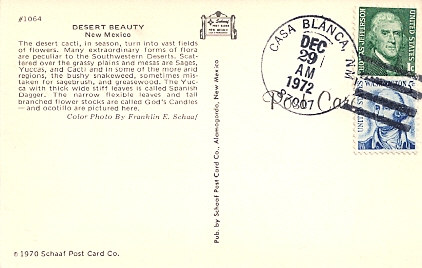 #1064
DESERT BEAUTY
New Mexico
The desert cacti, in season, turn into vast fields
of flowers. Many extraordinary forms of flora
are peculiar to the Southwestern Deserts. Scat-
tered over the grassy plains and mesas are Sages,
Yuccas, and Cacti and in some of the more arid
regions, the bushy snakeweed, sometimes mis-
taken for sagebrush, and greasewood. The Yuc-
ca with thick wide stiff leaves is called Spanish
Dagger. The narrow flexible leaves and tall
branched flower stocks are called God's Candles
—and ocotillo are pictured here.
Color Photo By Franklin E. Schaaf
© 1970 Schaaf Post Card Co.
Pub. by Schaaf Post Card Co., Alamogordo, New Mexico
CASA BLANCA, N.M.
DEC
29
AM
1972
87007
Post Card
UNITED STATES
1c
UNITED STATES